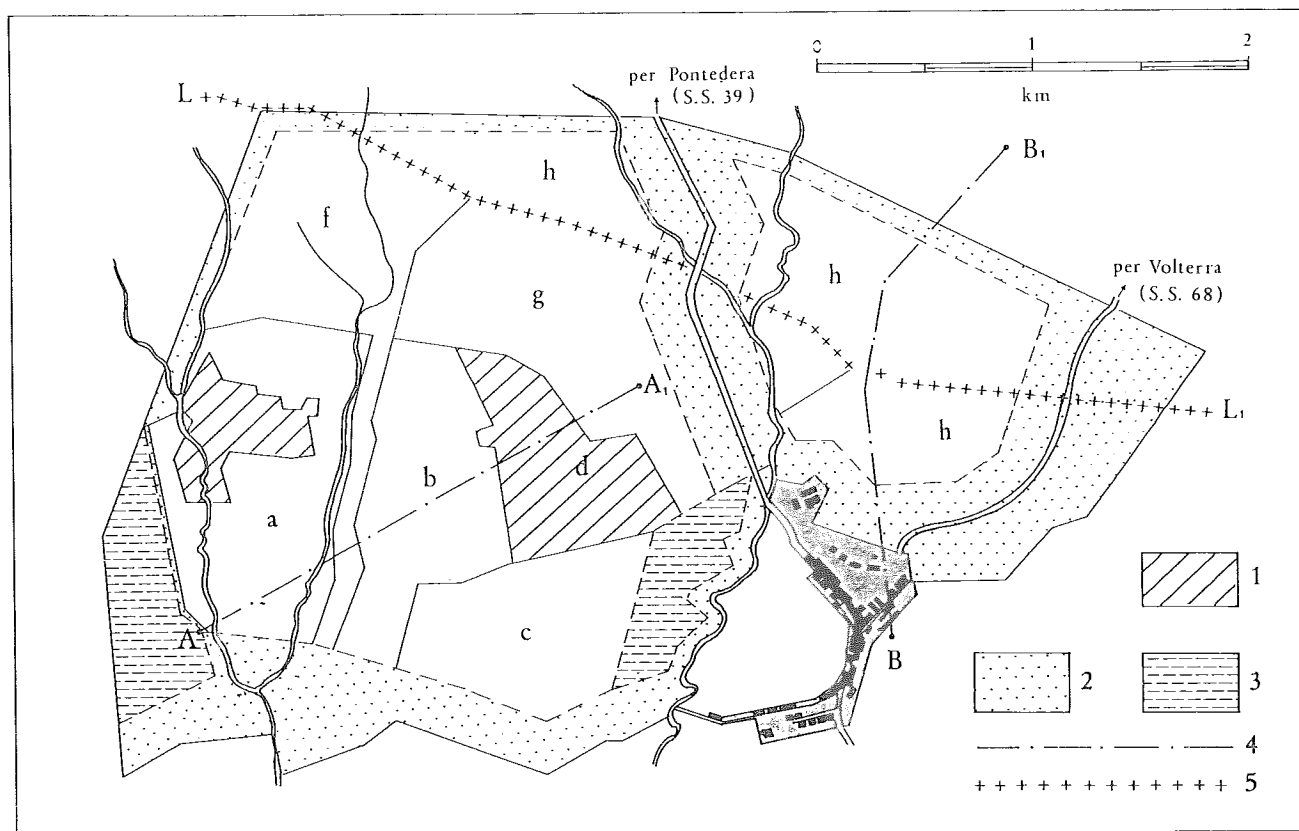 0 1 2
km
per Pontedera
(S.S. 39)
L
B₁
h
f
h
per Volterra
(S.S. 68)
g
A₁
L₁
h
b
d
a
1
c
A
B
2
3
4
5